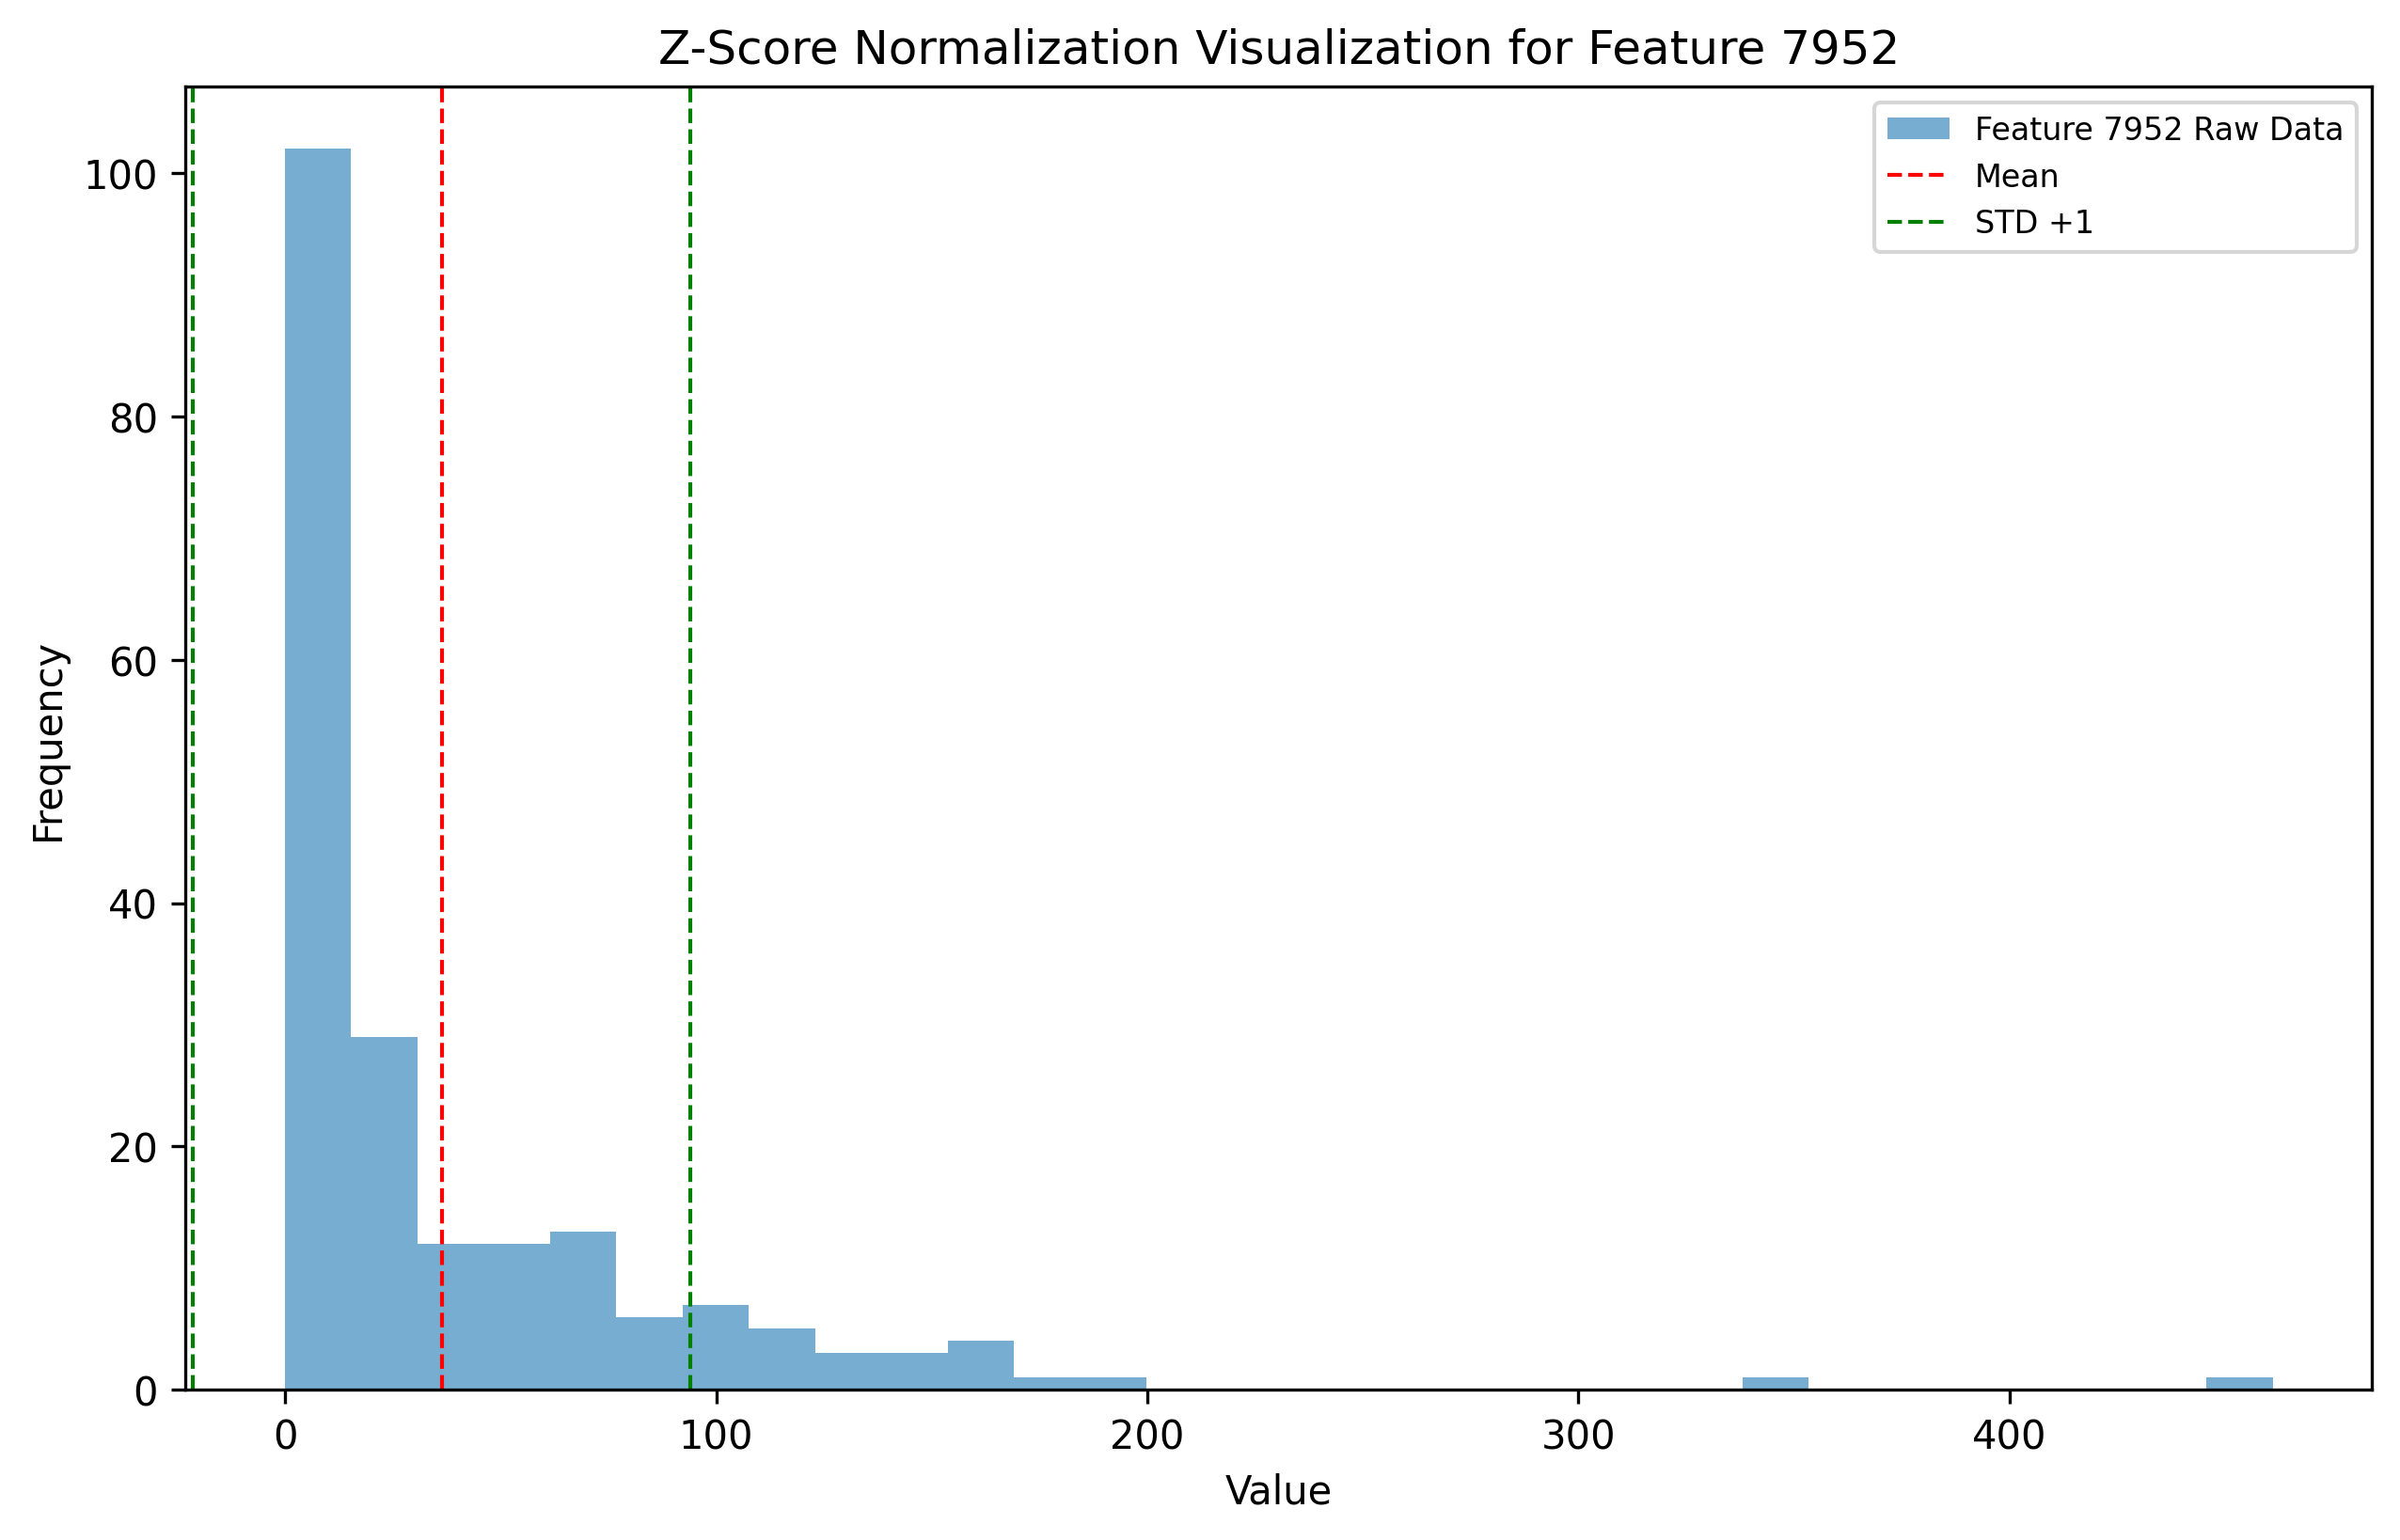 Z-Score Normalization Visualization for Feature 7952
Feature 7952 Raw Data
Mean
STD +1
100
80
60
40
20
0
Frequency
0 100 200 300 400
Value